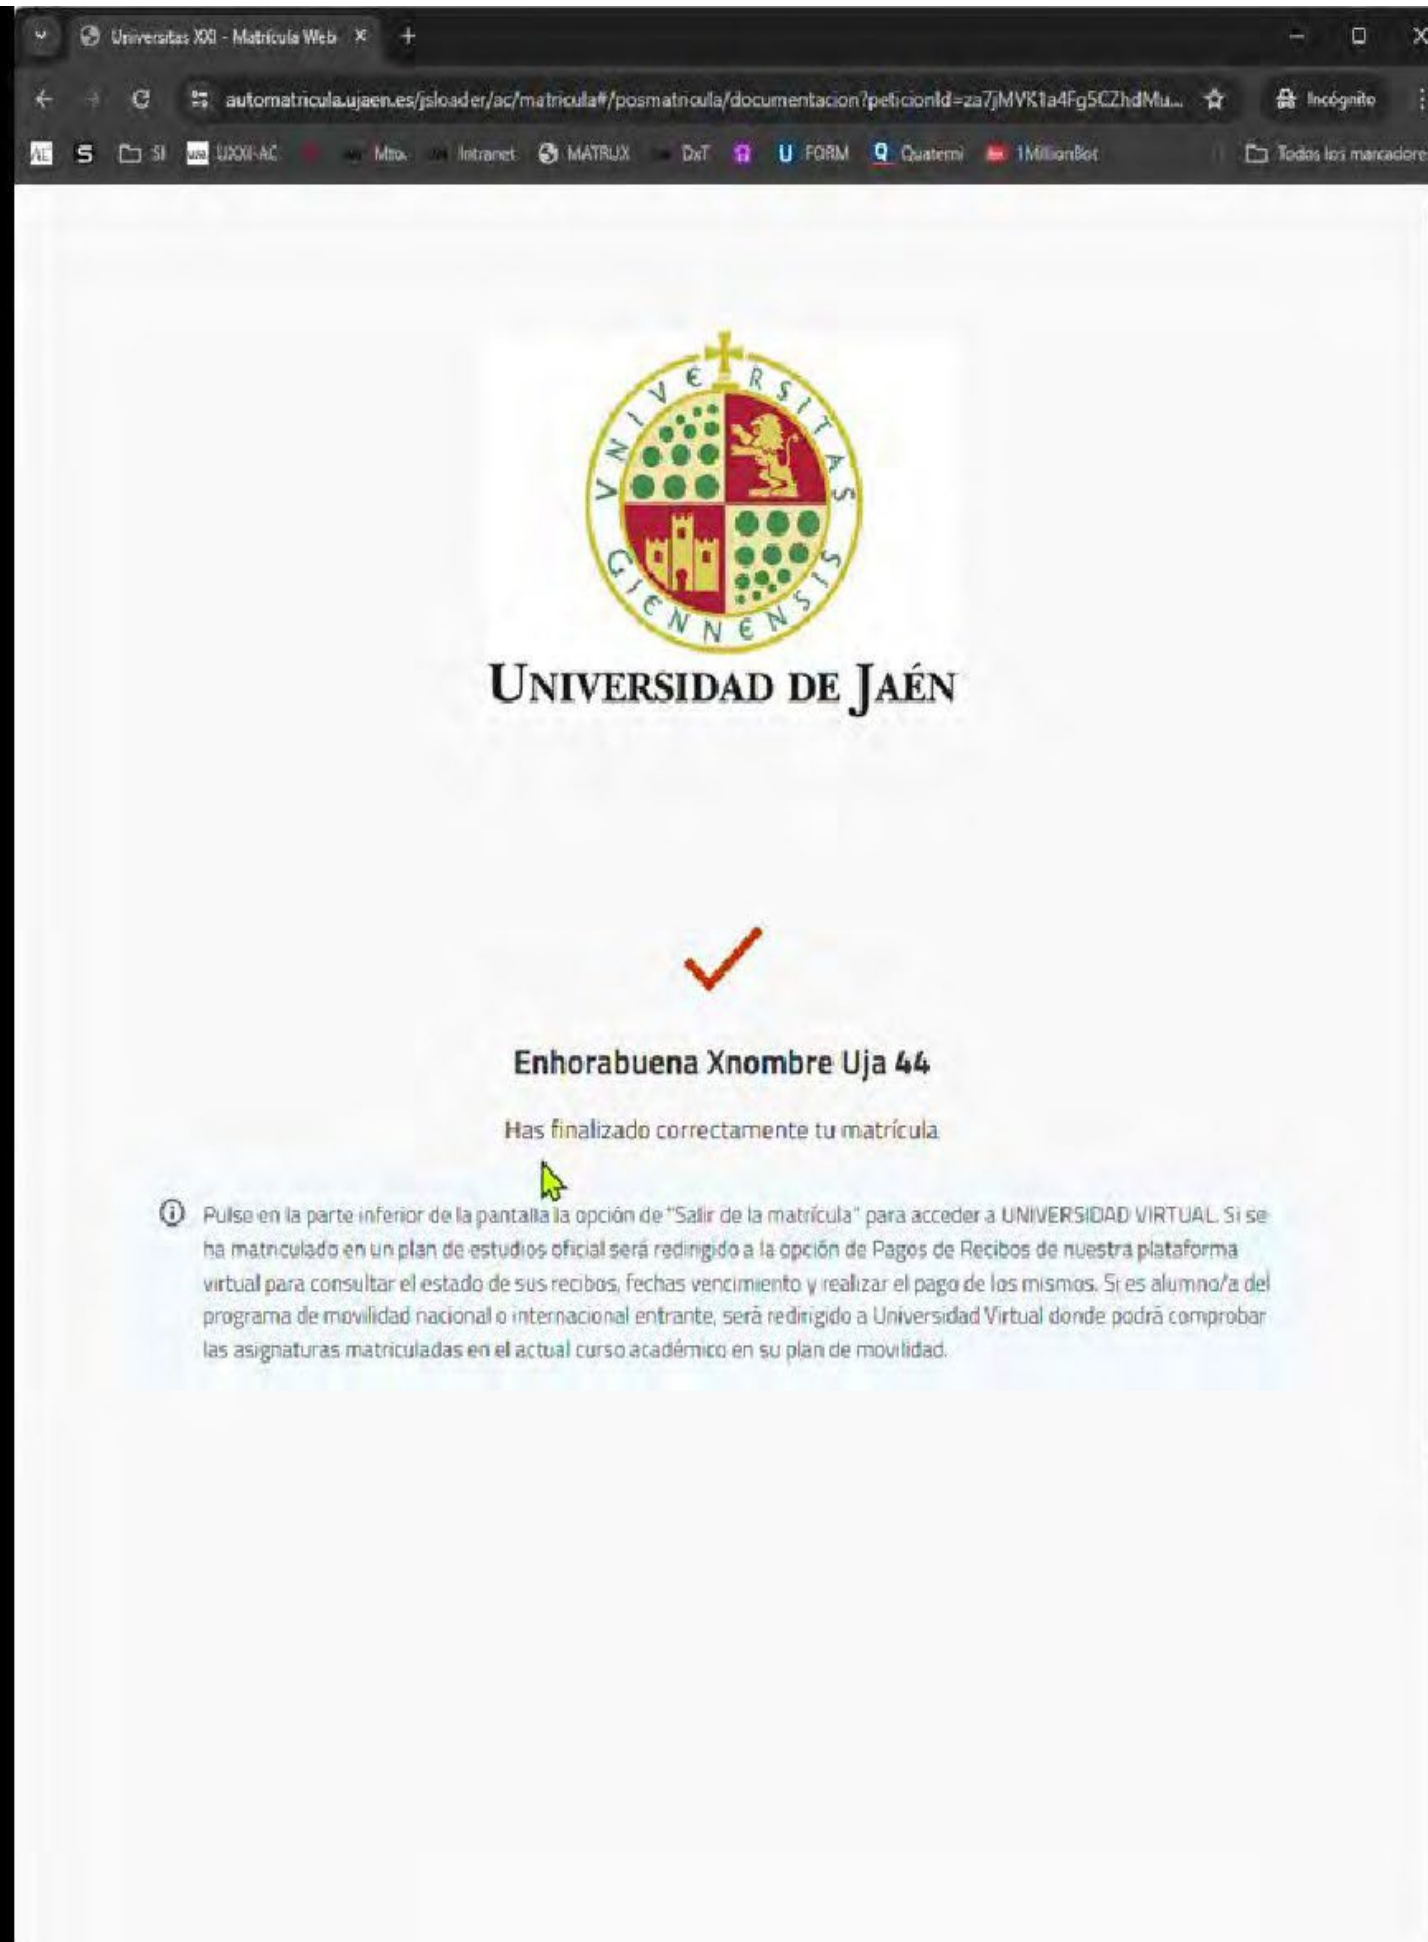 Universitas XXI - Matrícula Web
automatricula.ujaen.es/jsloader/ac/matricula#/posmatricula/documentacion?peticionId=za7jMVK1a4Fg5CZhdMu...
Incógnito
AE S SI UXXI-AC Mtro. Intranet MATRUX DxT U FORM Q Quaterni 1MillionBot Todos los marcadore
UNIVERSITAS
GIENNENSIS
UNIVERSIDAD DE JAÉN
Enhorabuena Xnombre Uja 44
Has finalizado correctamente tu matrícula
Pulse en la parte inferior de la pantalla la opción de "Salir de la matrícula" para acceder a UNIVERSIDAD VIRTUAL. Si se
ha matriculado en un plan de estudios oficial será redirigido a la opción de Pagos de Recibos de nuestra plataforma
virtual para consultar el estado de sus recibos, fechas vencimiento y realizar el pago de los mismos. Si es alumno/a del
programa de movilidad nacional o internacional entrante, será redirigido a Universidad Virtual donde podrá comprobar
las asignaturas matriculadas en el actual curso académico en su plan de movilidad.